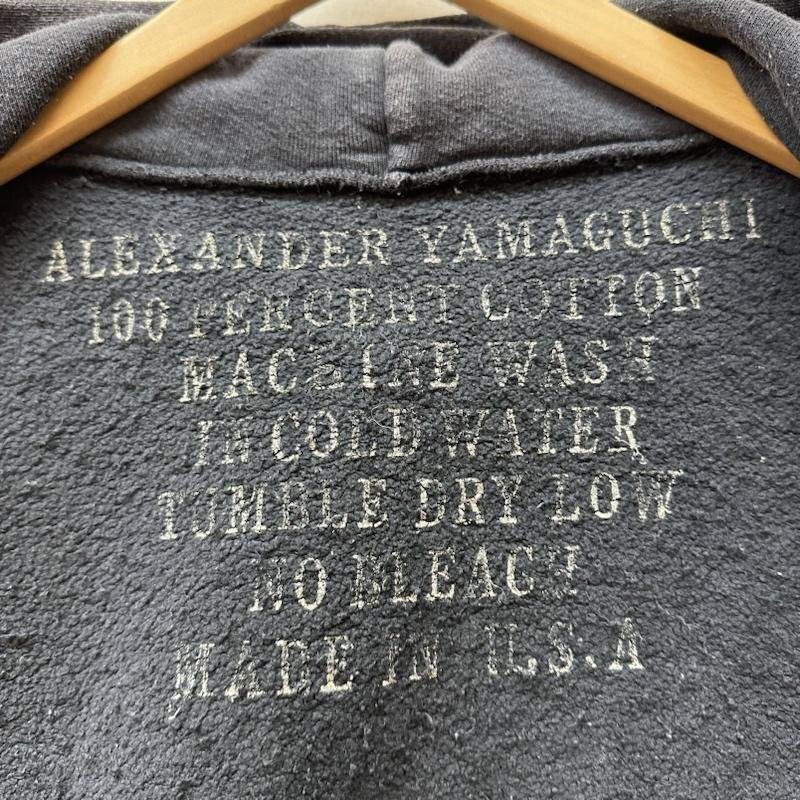 ALEXANDER YAMAGUCHI
100 PERCENT COTTON
MACHINE WASH
IN COLD WATER
TUMBLE DRY LOW
NO BLEACH
MADE IN U.S.A